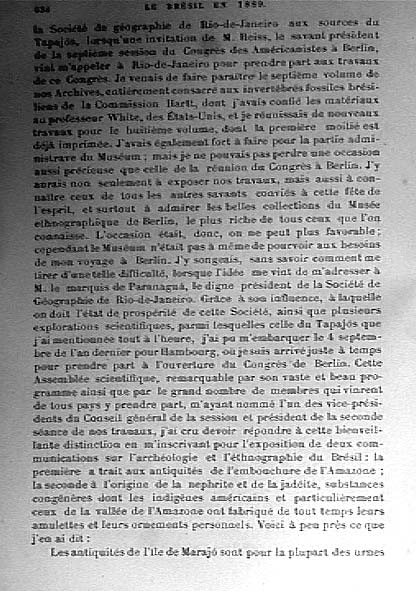 634 LE BRÉSIL EN 1889.
la Société de géographie de Rio-de-Janeiro aux sources du
Tapajós, lorsqu'une invitation de M. Reiss, le savant président
de la septième session du Congrès des Américanistes à Berlin,
vint m'appeler à Rio-de-Janeiro pour prendre part aux travaux
de ce Congrès. Je venais de faire paraître le septième volume de
nos Archives, entièrement consacré aux invertébrés fossiles brési-
liens de la Commission Hartt, dont j'avais confié les matériaux
au professeur White, des États-Unis, et je réunissais de nouveaux
travaux pour le huitième volume, dont la première moitié est
déjà imprimée. J'avais également fort à faire pour la partie admi-
nistrave du Muséum ; mais je ne pouvais pas perdre une occasion
aussi précieuse que celle de la réunion du Congrès à Berlin. J'y
aurais non seulement à exposer nos travaux, mais aussi à con-
naître ceux de tous les autres savants conviés à cette fête de
l'esprit, et surtout à admirer les belles collections du Musée
ethnographique de Berlin, le plus riche de tous ceux que l'on
connaisse. L'occasion était, donc, on ne peut plus favorable ;
cependant le Muséum n'était pas à même de pourvoir aux besoins
de mon voyage à Berlin. J'y songeais, sans savoir comment me
tirer d'une telle difficulté, lorsque l'idée me vint de m'adresser à
M. le marquis de Paranaguá, le digne président de la Société de
Géographie de Rio-de-Janeiro. Grâce à son influence, à laquelle
on doit l'état de prospérité de cette Société, ainsi que plusieurs
explorations scientifiques, parmi lesquelles celle du Tapajós que
j'ai mentionnée tout à l'heure, j'ai pu m'embarquer le 4 septem-
bre de l'an dernier pour Hambourg, où je suis arrivé juste à temps
pour prendre part à l'ouverture du Congrès de Berlin. Cette
Assemblée scientifique, remarquable par son vaste et beau pro-
gramme ainsi que par le grand nombre de membres qui vinrent
de tous pays y prendre part, m'ayant nommé l'un des vice-prési-
dents du Conseil général de la session et président de la seconde
séance de nos travaux, j'ai cru devoir répondre à cette bienveil-
lante distinction en m'inscrivant pour l'exposition de deux com-
munications sur l'archéologie et l'éthnographie du Brésil : la
première a trait aux antiquités de l'embouchure de l'Amazone ;
la seconde à l'origine de la nephrite et de la jadéite, substances
congénères dont les indigènes américains et particulièrement
ceux de la vallée de l'Amazone ont fabriqué de tout temps leurs
amulettes et leurs ornements personnels. Voici à peu près ce que
j'en ai dit :
Les antiquités de l'île de Marajó sont pour la plupart des urnes